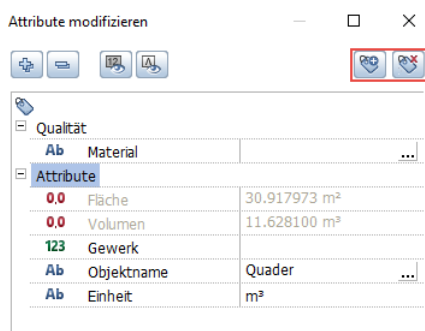 Attribute modifizieren
12 A
Qualität
Ab Material ...
Attribute
0,0 Fläche 30.917973 m²
0,0 Volumen 11.628100 m³
123 Gewerk
Ab Objektname Quader ...
Ab Einheit m³